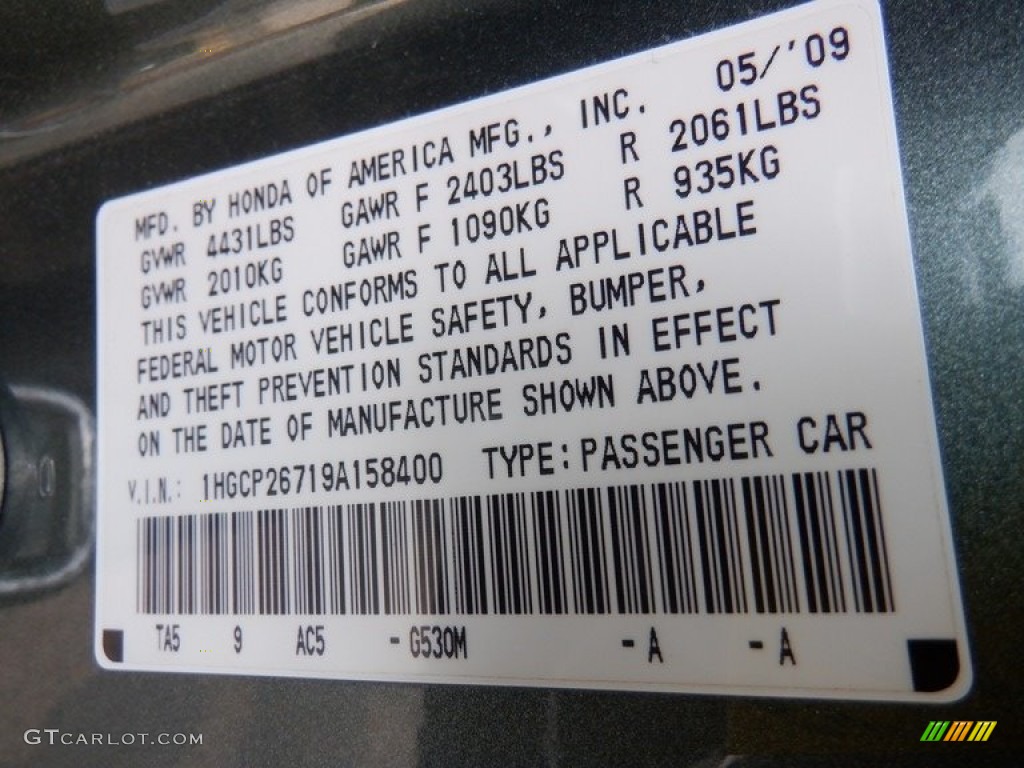 05/'09
MFD. BY HONDA OF AMERICA MFG., INC.
GVWR 4431LBS GAWR F 2403LBS R 2061LBS
GVWR 2010KG GAWR F 1090KG R 935KG
THIS VEHICLE CONFORMS TO ALL APPLICABLE
FEDERAL MOTOR VEHICLE SAFETY, BUMPER,
AND THEFT PREVENTION STANDARDS IN EFFECT
ON THE DATE OF MANUFACTURE SHOWN ABOVE.
V.I.N.: 1HGCP26719A158400 TYPE: PASSENGER CAR
TA5 9 AC5 - G530M - A - A
GTCARLOT.COM